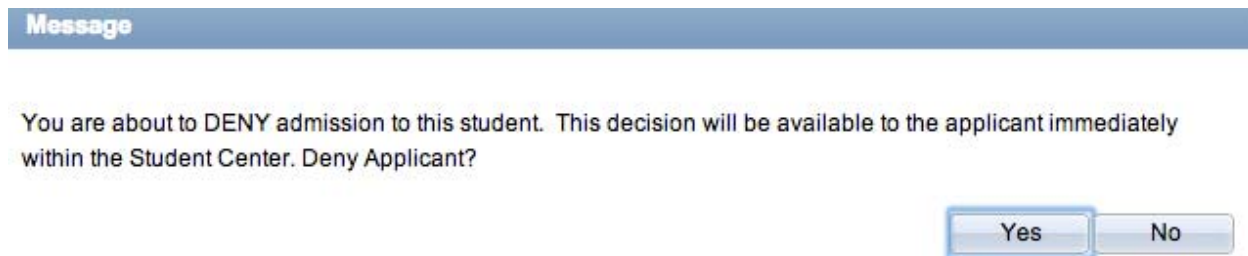 Message
You are about to DENY admission to this student.  This decision will be available to the applicant immediately
within the Student Center. Deny Applicant?
Yes No